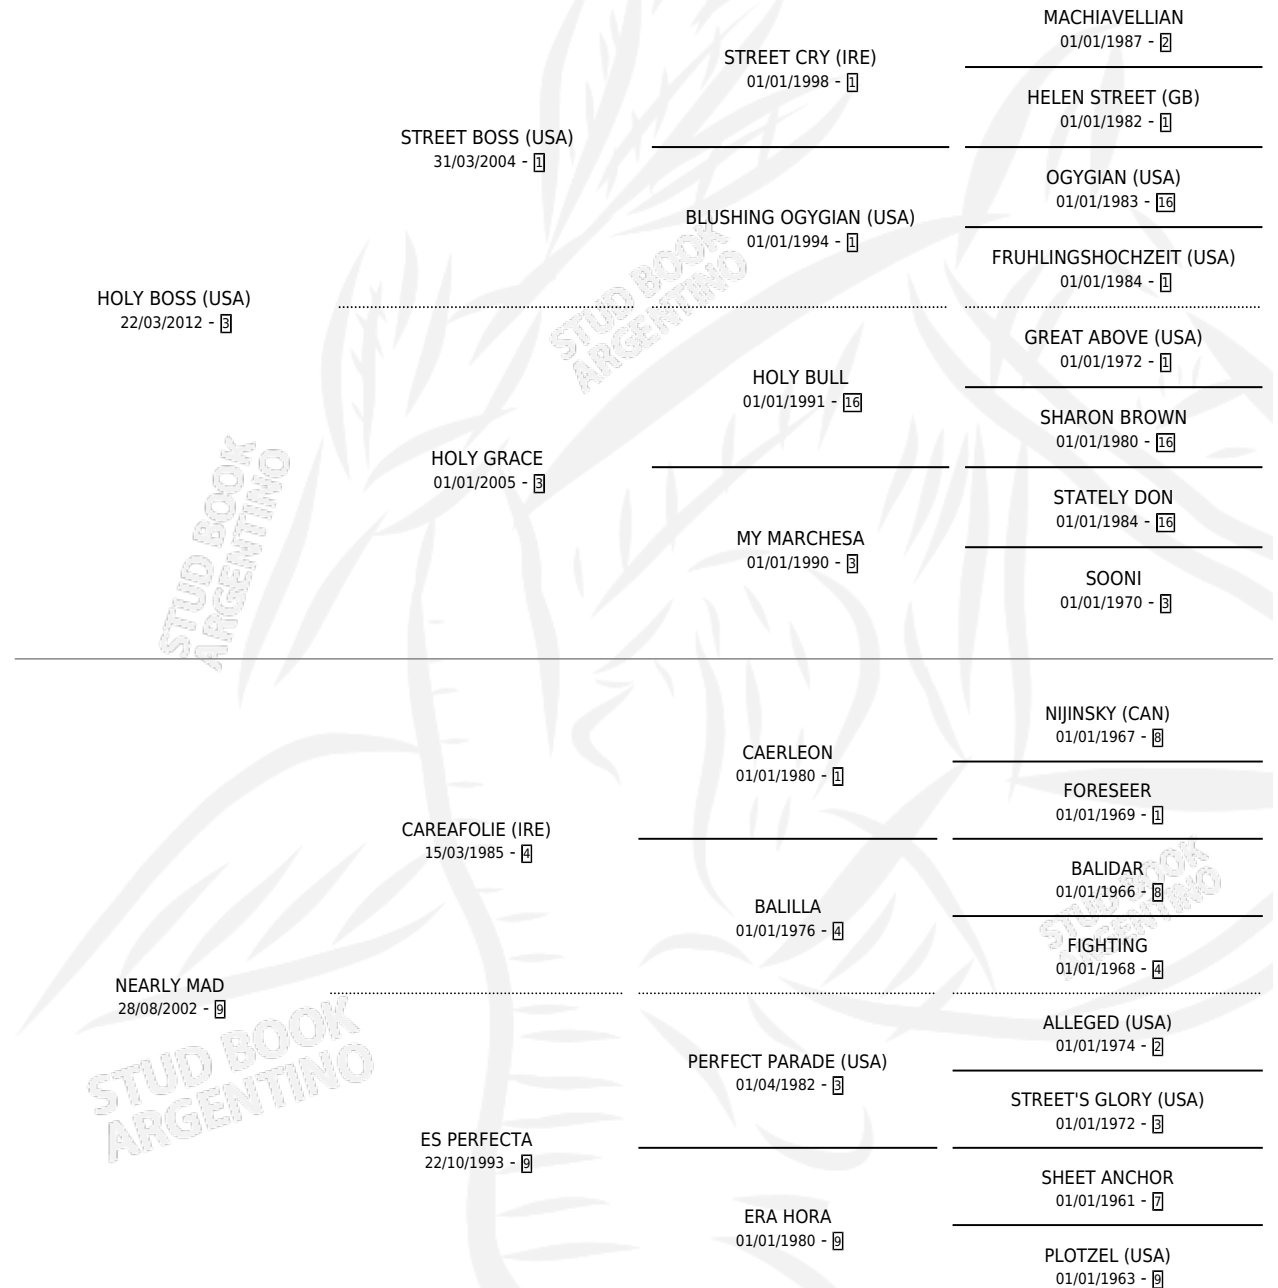 MACHIAVELLIAN
01/01/1987 - 2
STREET CRY (IRE)
01/01/1998 - 1
HELEN STREET (GB)
01/01/1982 - 1
STREET BOSS (USA)
31/03/2004 - 1
OGYGIAN (USA)
01/01/1983 - 16
BLUSHING OGYGIAN (USA)
01/01/1994 - 1
FRUHLINGSHOCHZEIT (USA)
01/01/1984 - 1
HOLY BOSS (USA)
22/03/2012 - 3
GREAT ABOVE (USA)
01/01/1972 - 1
HOLY BULL
01/01/1991 - 16
SHARON BROWN
01/01/1980 - 16
HOLY GRACE
01/01/2005 - 3
STATELY DON
01/01/1984 - 16
MY MARCHESA
01/01/1990 - 3
SOONI
01/01/1970 - 3
STUD BOOK
ARGENTINO
STUD BOOK
ARGENTINO
NIJINSKY (CAN)
01/01/1967 - 8
CAERLEON
01/01/1980 - 1
FORESEER
01/01/1969 - 1
CAREAFOLIE (IRE)
15/03/1985 - 4
BALIDAR
01/01/1966 - 8
BALILLA
01/01/1976 - 4
FIGHTING
01/01/1968 - 4
NEARLY MAD
28/08/2002 - 9
ALLEGED (USA)
01/01/1974 - 2
PERFECT PARADE (USA)
01/04/1982 - 3
STREET'S GLORY (USA)
01/01/1972 - 3
ES PERFECTA
22/10/1993 - 9
SHEET ANCHOR
01/01/1961 - 7
ERA HORA
01/01/1980 - 9
PLOTZEL (USA)
01/01/1963 - 9
STUD BOOK
ARGENTINO
STUD BOOK
ARGENTINO